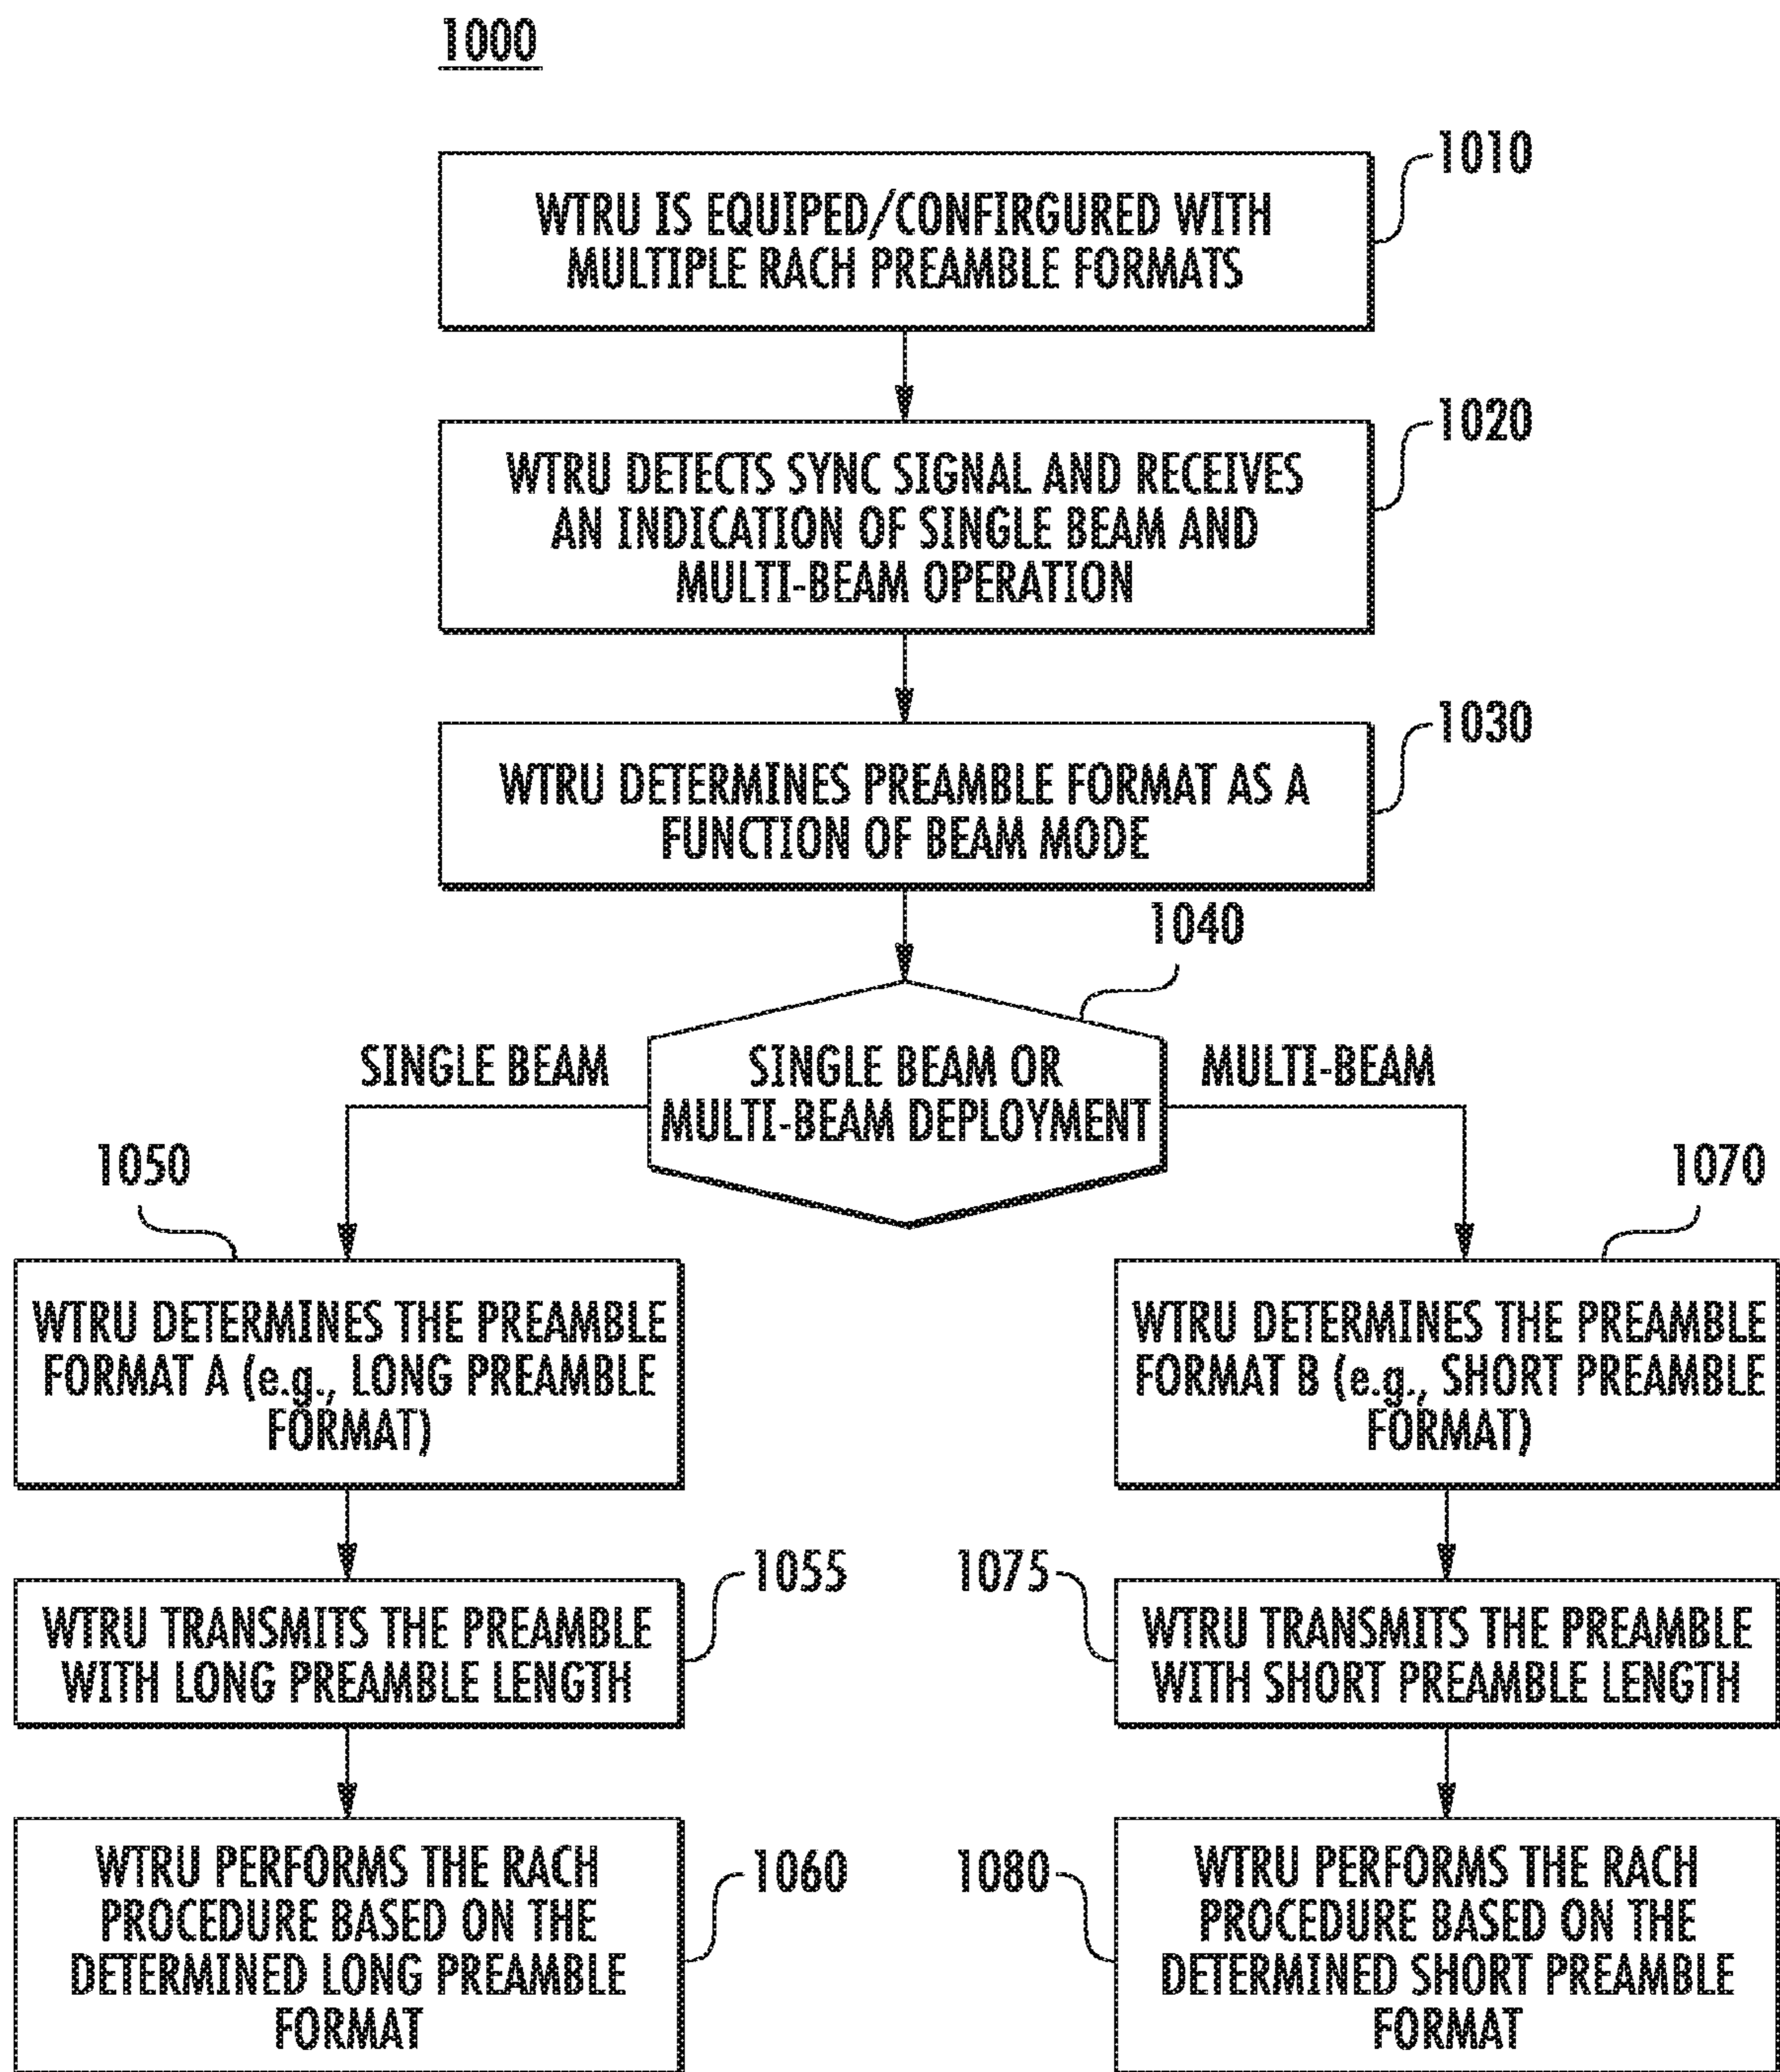 1000
1010
WTRU IS EQUIPED/CONFIRGURED WITH
MULTIPLE RACH PREAMBLE FORMATS
1020
WTRU DETECTS SYNC SIGNAL AND RECEIVES
AN INDICATION OF SINGLE BEAM AND
MULTI-BEAM OPERATION
1030
WTRU DETERMINES PREAMBLE FORMAT AS A
FUNCTION OF BEAM MODE
1040
SINGLE BEAM
SINGLE BEAM OR
MULTI-BEAM DEPLOYMENT
MULTI-BEAM
1050
WTRU DETERMINES THE PREAMBLE
FORMAT A (e.g., LONG PREAMBLE
FORMAT)
1070
WTRU DETERMINES THE PREAMBLE
FORMAT B (e.g., SHORT PREAMBLE
FORMAT)
1055
WTRU TRANSMITS THE PREAMBLE
WITH LONG PREAMBLE LENGTH
1075
WTRU TRANSMITS THE PREAMBLE
WITH SHORT PREAMBLE LENGTH
1060
WTRU PERFORMS THE RACH
PROCEDURE BASED ON THE
DETERMINED LONG PREAMBLE
FORMAT
1080
WTRU PERFORMS THE RACH
PROCEDURE BASED ON THE
DETERMINED SHORT PREAMBLE
FORMAT